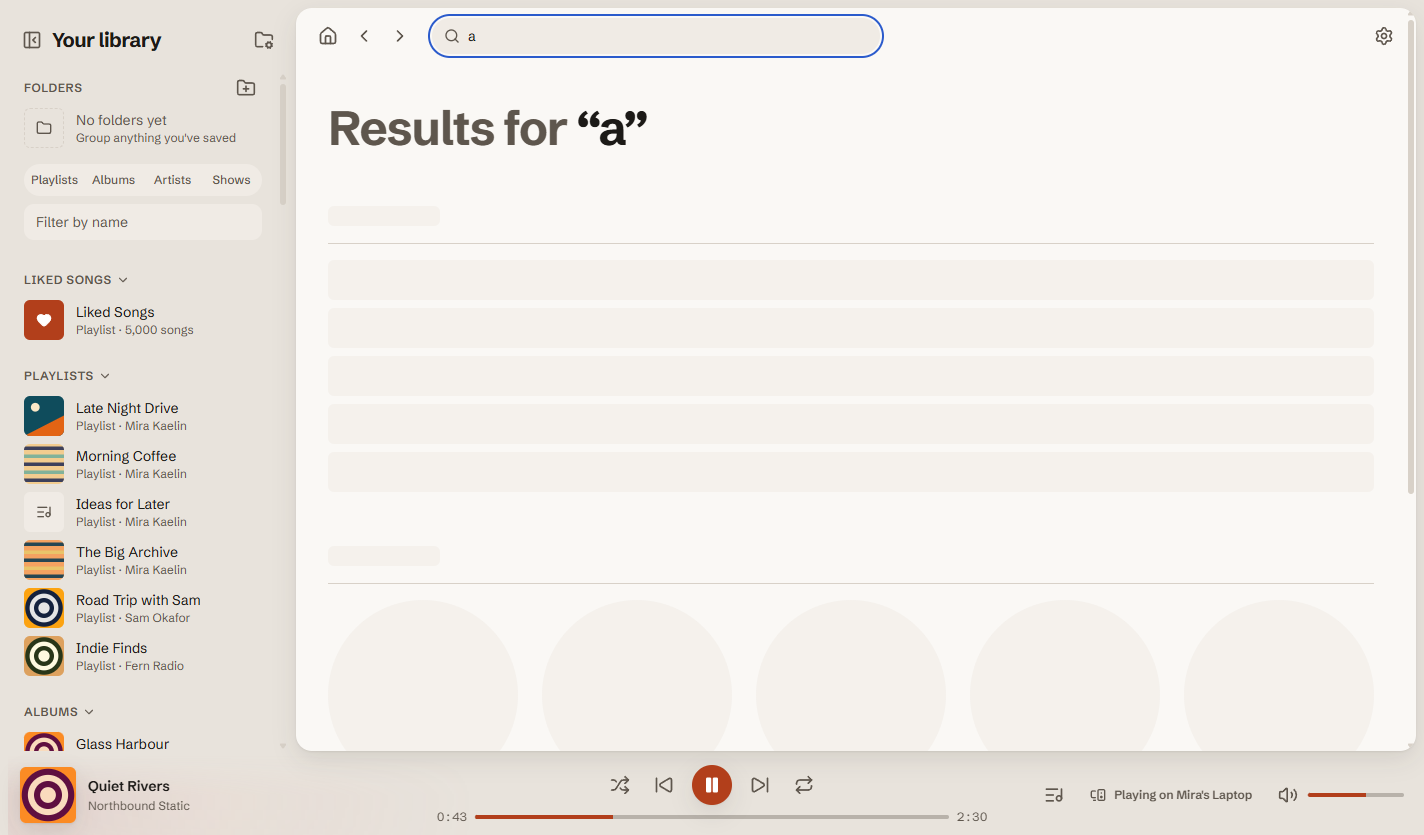 Your library
FOLDERS
No folders yet
Group anything you've saved
Playlists Albums Artists Shows
Filter by name
LIKED SONGS
Liked Songs
Playlist · 5,000 songs
PLAYLISTS
Late Night Drive
Playlist · Mira Kaelin
Morning Coffee
Playlist · Mira Kaelin
Ideas for Later
Playlist · Mira Kaelin
The Big Archive
Playlist · Mira Kaelin
Road Trip with Sam
Playlist · Sam Okafor
Indie Finds
Playlist · Fern Radio
ALBUMS
Glass Harbour
a
Results for “a”
Quiet Rivers
Northbound Static
0:43
2:30
Playing on Mira's Laptop